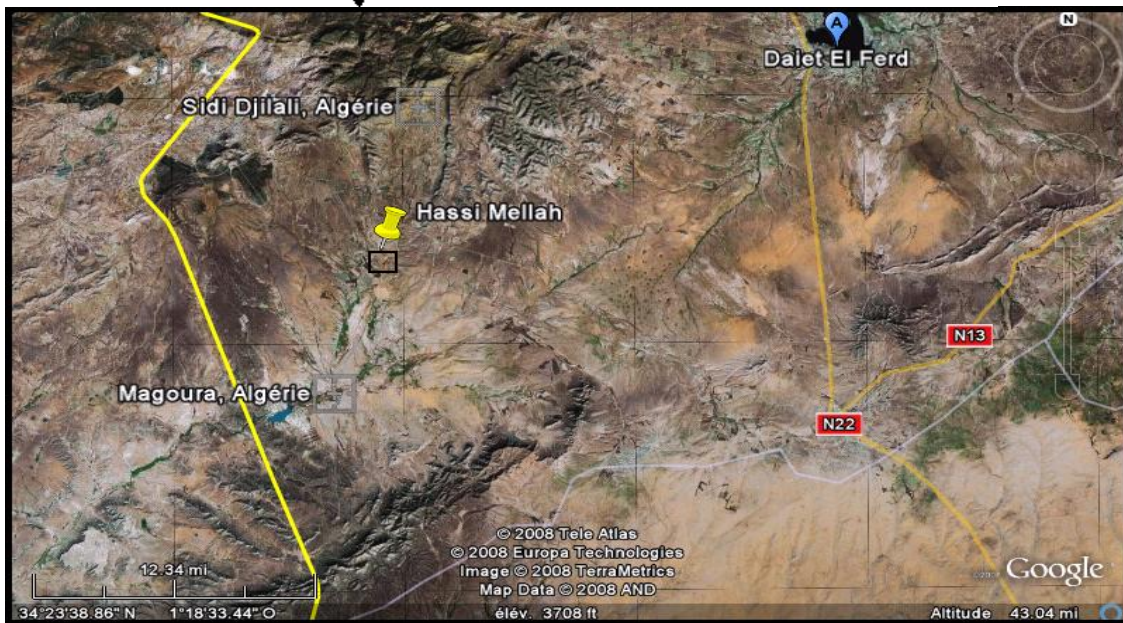 N
A
Daiet El Ferd
Sidi Djilali, Algérie
Hassi Mellah
N13
Magoura, Algérie
N22
© 2008 Tele Atlas
© 2008 Europa Technologies
Image © 2008 TerraMetrics
Map Data © 2008 AND
Google
12.34 mi
34°23'38.86" N 1°18'33.44" O élév. 3708 ft Altitude 43.04 mi